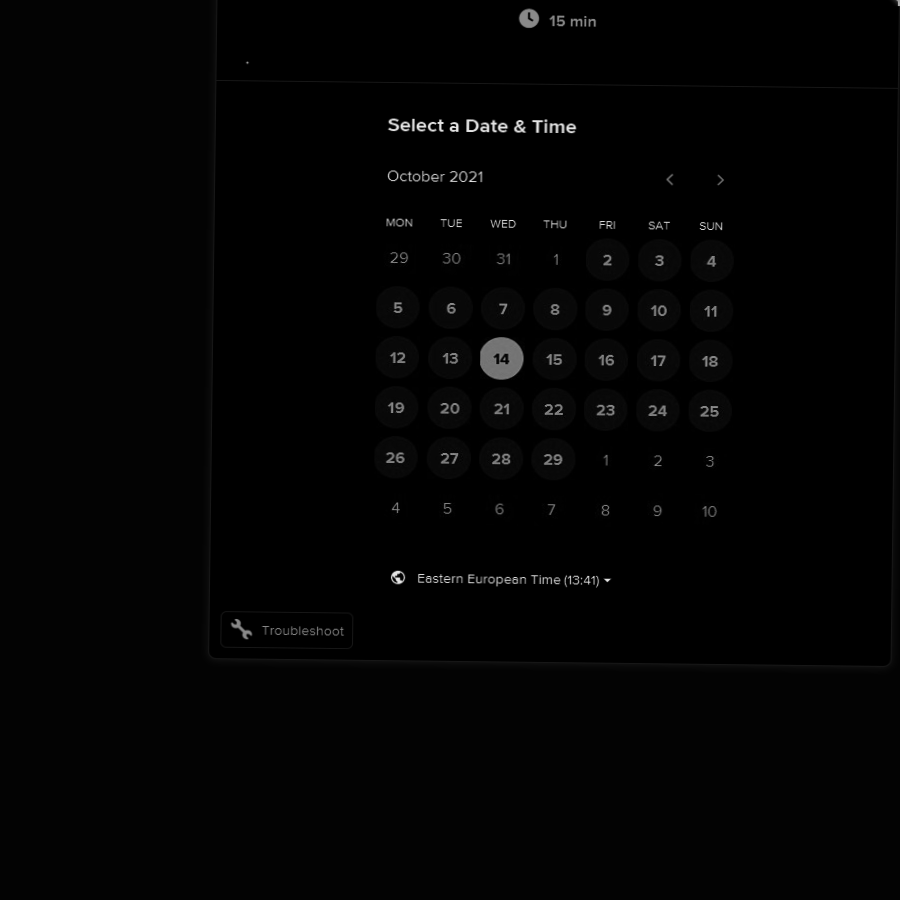 15 min
.
Select a Date & Time
October 2021
MON TUE WED THU FRI SAT SUN
29 30 31 1 2 3 4
5 6 7 8 9 10 11
12 13 14 15 16 17 18
19 20 21 22 23 24 25
26 27 28 29 1 2 3
4 5 6 7 8 9 10
Eastern European Time (13:41)
Troubleshoot